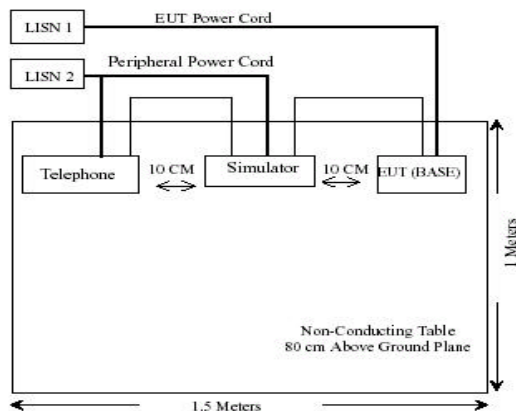 LISN 1
EUT Power Cord
LISN 2
Peripheral Power Cord
Telephone
10 CM
Simulator
10 CM
EUT (BASE)
1 Meters
Non-Conducting Table
80 cm Above Ground Plane
1.5 Meters